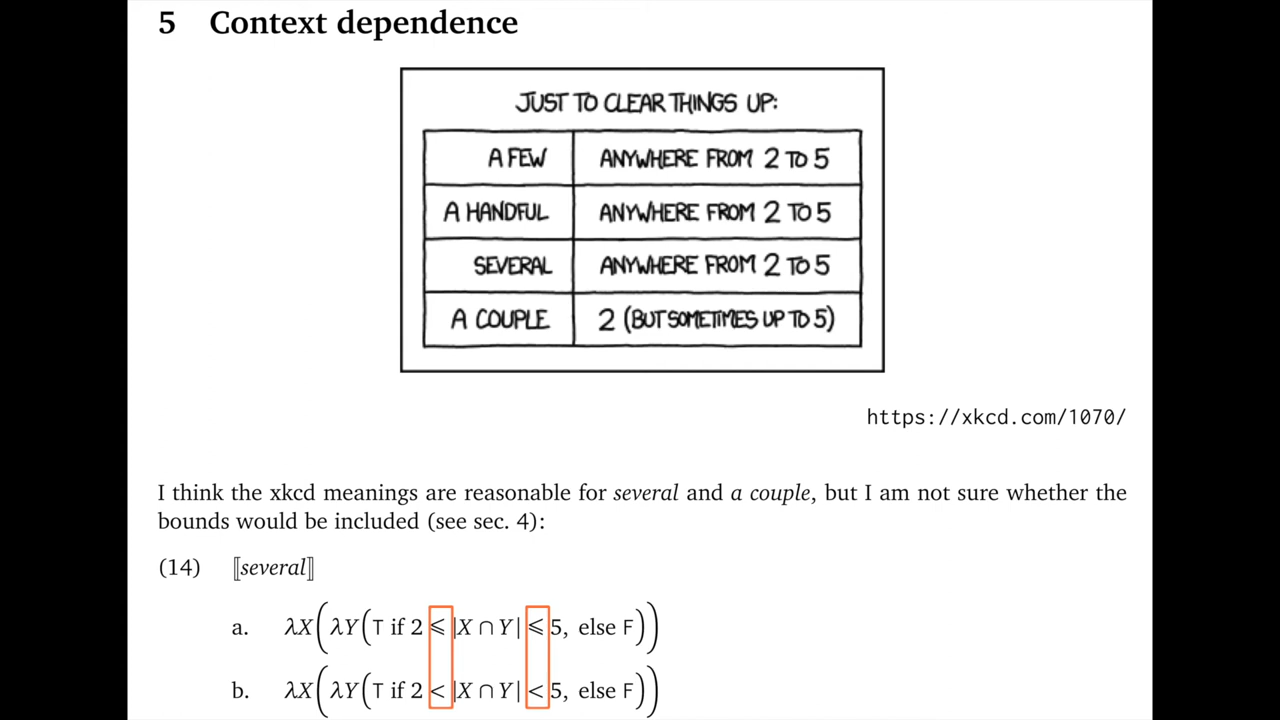 5 Context dependence
JUST TO CLEAR THINGS UP:
A FEW ANYWHERE FROM 2 TO 5
A HANDFUL ANYWHERE FROM 2 TO 5
SEVERAL ANYWHERE FROM 2 TO 5
A COUPLE 2 (BUT SOMETIMES UP TO 5)
https://xkcd.com/1070/
I think the xkcd meanings are reasonable for several and a couple, but I am not sure whether the
bounds would be included (see sec. 4):
(14) ⟦several⟧
a. λX(λY(T if 2 ⩽ |X ∩ Y| ⩽ 5, else F))
b. λX(λY(T if 2 < |X ∩ Y| < 5, else F))